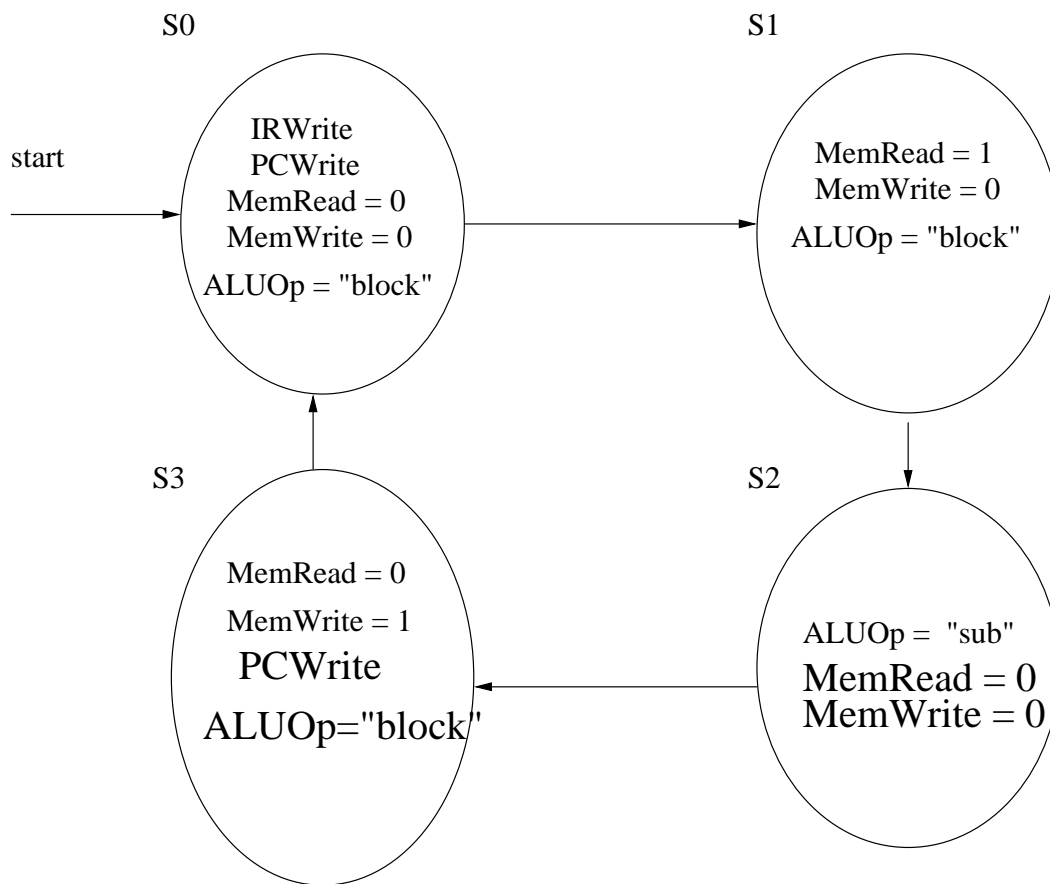 S0
S1
start
IRWrite
PCWrite
MemRead = 0
MemWrite = 0
ALUOp = "block"
MemRead = 1
MemWrite = 0
ALUOp = "block"
S3
S2
MemRead = 0
MemWrite = 1
PCWrite
ALUOp="block"
ALUOp =  "sub"
MemRead = 0
MemWrite = 0